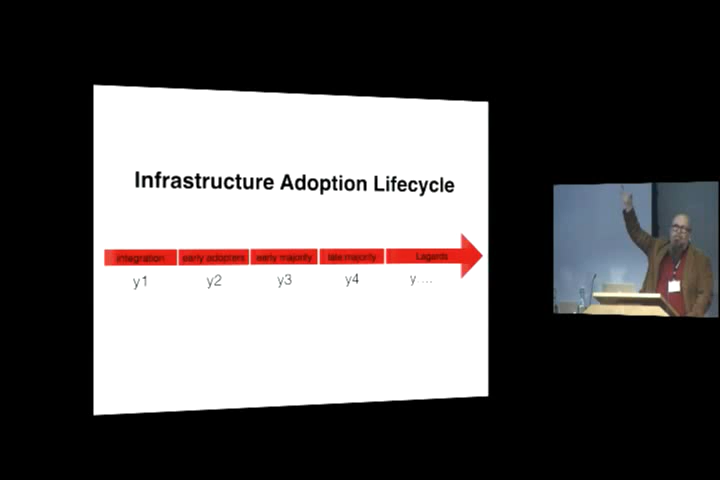 Infrastructure Adoption Lifecycle
integration early adopters early majority late majority Lagards
y1 y2 y3 y4 y ...